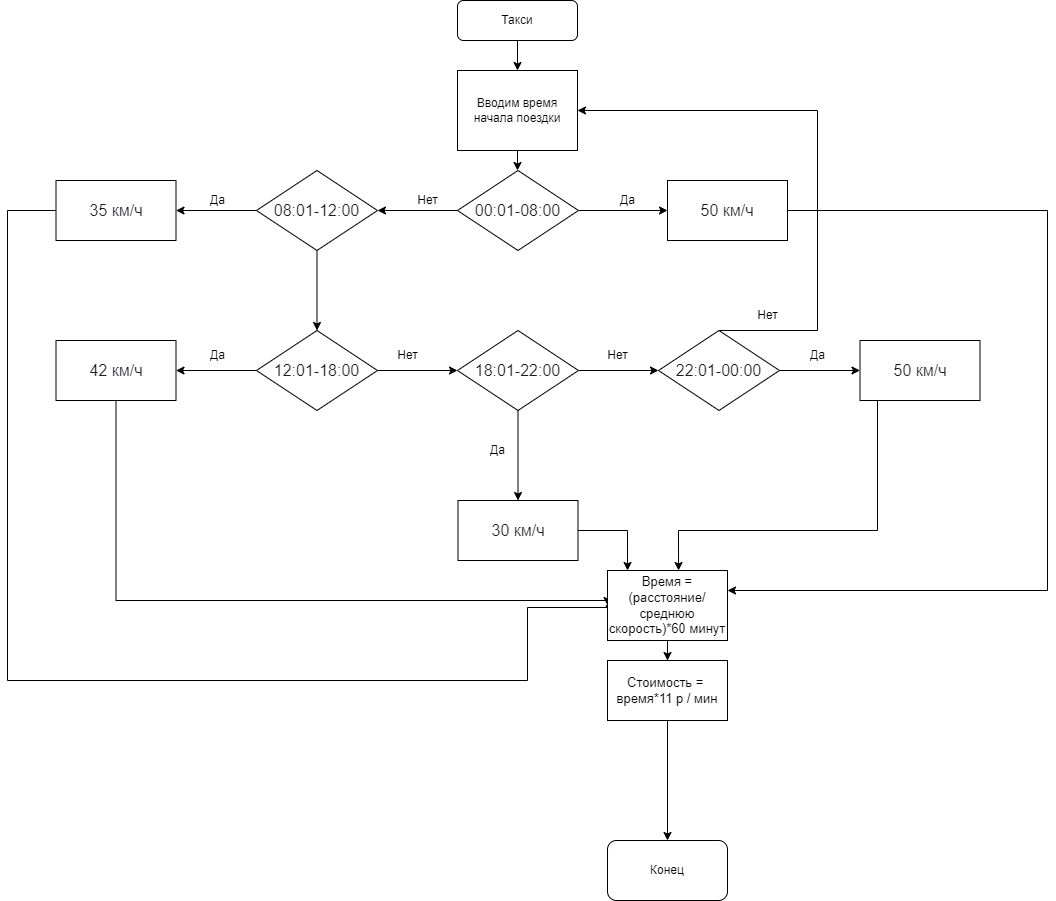 Такси
Вводим время
начала поездки
35 км/ч
Да
08:01-12:00
Нет
00:01-08:00
Да
50 км/ч
Нет
42 км/ч
Да
12:01-18:00
Нет
18:01-22:00
Нет
22:01-00:00
Да
50 км/ч
Да
30 км/ч
Время =
(расстояние/
среднюю
скорость)*60 минут
Стоимость =
время*11 р / мин
Конец